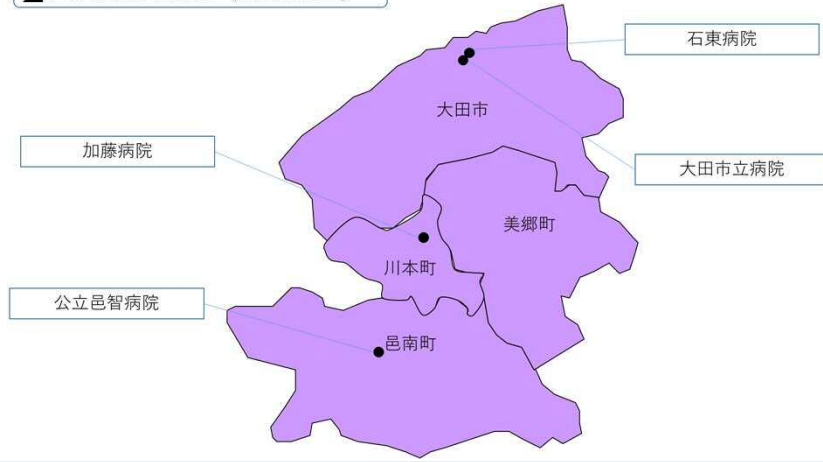 石東病院
大田市
加藤病院
大田市立病院
美郷町
川本町
公立邑智病院
邑南町